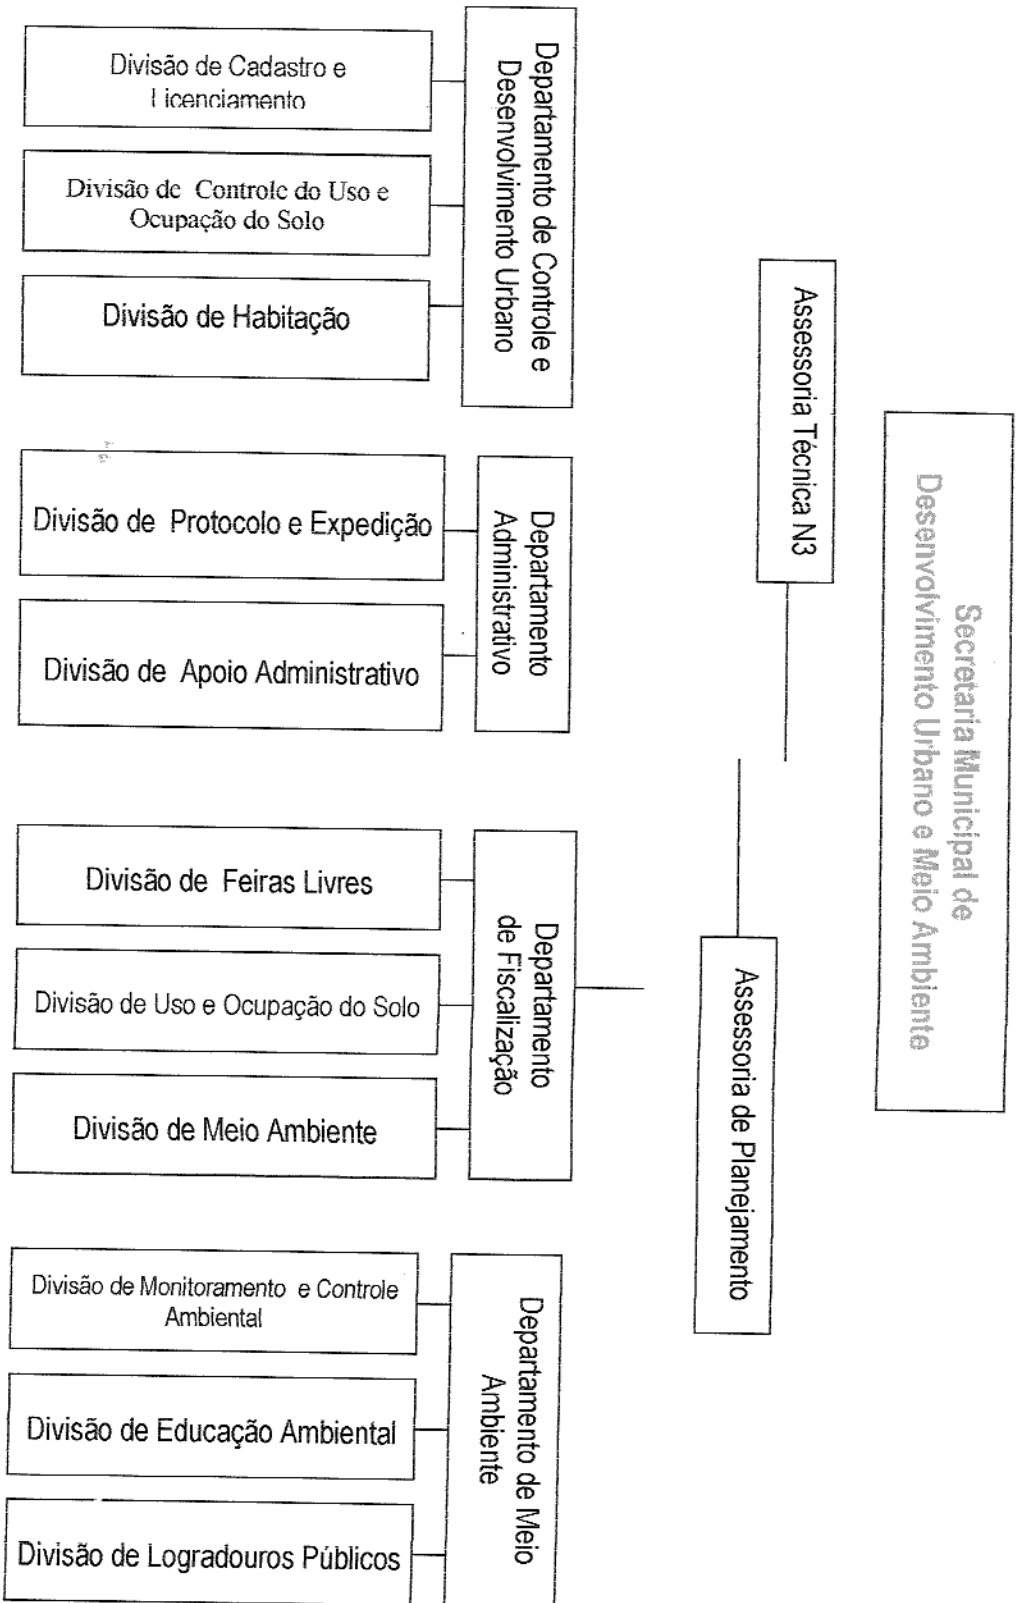 Secretaria Municipal de
Desenvolvimento Urbano e Meio Ambiente
Assessoria Técnica N3
Assessoria de Planejamento
Departamento de Controle e
Desenvolvimento Urbano
Divisão de Cadastro e
Licenciamento
Divisão de Controle do Uso e
Ocupação do Solo
Divisão de Habitação
Departamento
Administrativo
Divisão de Protocolo e Expedição
Divisão de Apoio Administrativo
Departamento
de Fiscalização
Divisão de Feiras Livres
Divisão de Uso e Ocupação do Solo
Divisão de Meio Ambiente
Departamento de Meio
Ambiente
Divisão de Monitoramento e Controle
Ambiental
Divisão de Educação Ambiental
Divisão de Logradouros Públicos